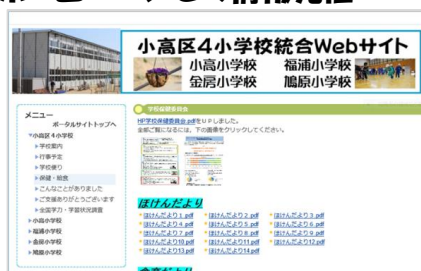 小高区4小学校統合Webサイト
小高小学校 福浦小学校
金房小学校 鳩原小学校
メニュー
ポータルサイトトップへ
小高区4小学校
学校案内
行事予定
学校便り
保健・給食
こんなことがありました
ご支援ありがとうございます
全国学力・学習状況調査
小高小学校
福浦小学校
金房小学校
鳩原小学校
学校保健委員会
HP学校保健委員会.pdfをUPしました。
全部ご覧になるには、下の画像をクリックしてください。
ほけんだより
ほけんだより1.pdf ほけんだより2.pdf ほけんだより3.pdf
ほけんだより4.pdf ほけんだより5.pdf ほけんだより6.pdf
ほけんだより7.pdf ほけんだより8.pdf ほけんだより9.pdf
ほけんだより10.pdf ほけんだより11.pdf ほけんだより12.pdf
ほけんだより13.pdf ほけんだより14.pdf